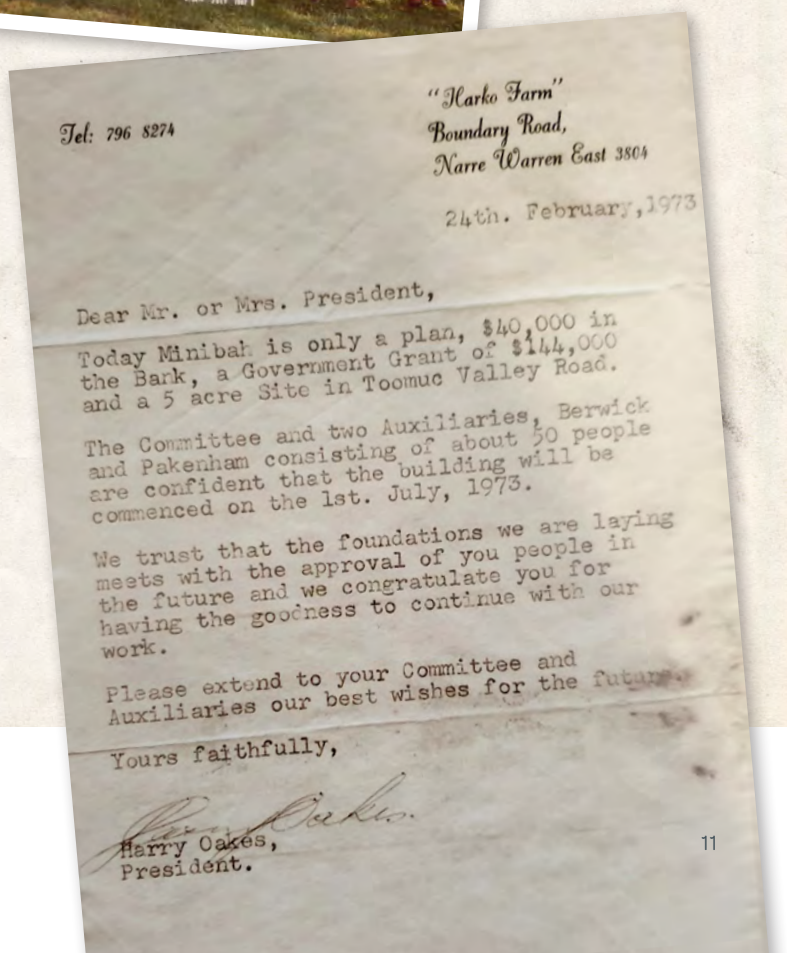 Tel: 796 8274
"Harko Farm"
Boundary Road,
Narre Warren East 3804
24th. February,1973
Dear Mr. or Mrs. President,
Today Minibah is only a plan, $40,000 in
the Bank, a Government Grant of $144,000
and a 5 acre Site in Toomuc Valley Road.
The Committee and two Auxiliaries, Berwick
and Pakenham consisting of about 50 people
are confident that the building will be
commenced on the 1st. July, 1973.
We trust that the foundations we are laying
meets with the approval of you people in
the future and we congratulate you for
having the goodness to continue with our
work.
Please extend to your Committee and
Auxiliaries our best wishes for the future.
Yours faithfully,
Harry Oakes.
Harry Oakes,
President.
11